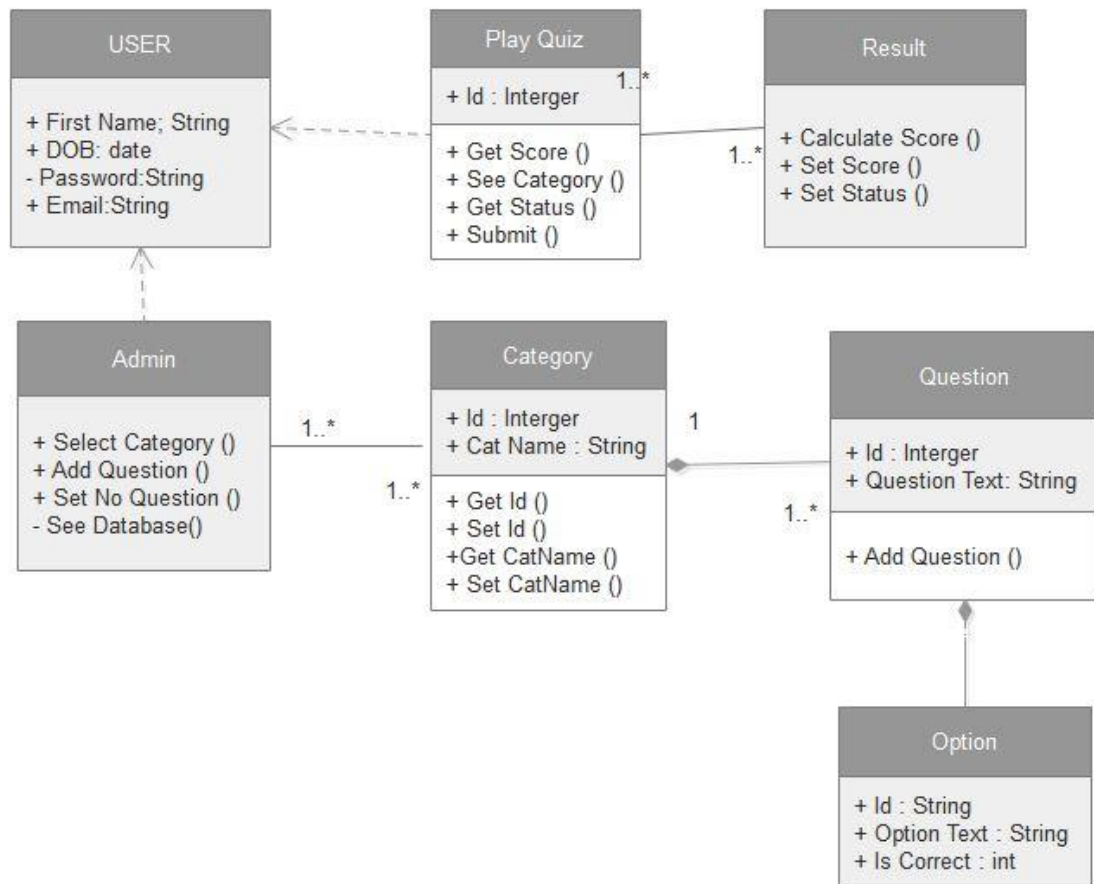 USER
+ First Name; String
+ DOB: date
- Password:String
+ Email:String
Play Quiz
+ Id : Interger
+ Get Score ()
+ See Category ()
+ Get Status ()
+ Submit ()
1..*
1..*
Result
+ Calculate Score ()
+ Set Score ()
+ Set Status ()
Admin
+ Select Category ()
+ Add Question ()
+ Set No Question ()
- See Database()
1..*
1..*
Category
+ Id : Interger
+ Cat Name : String
+ Get Id ()
+ Set Id ()
+Get CatName ()
+ Set CatName ()
1
1..*
Question
+ Id : Interger
+ Question Text: String
+ Add Question ()
Option
+ Id : String
+ Option Text : String
+ Is Correct : int